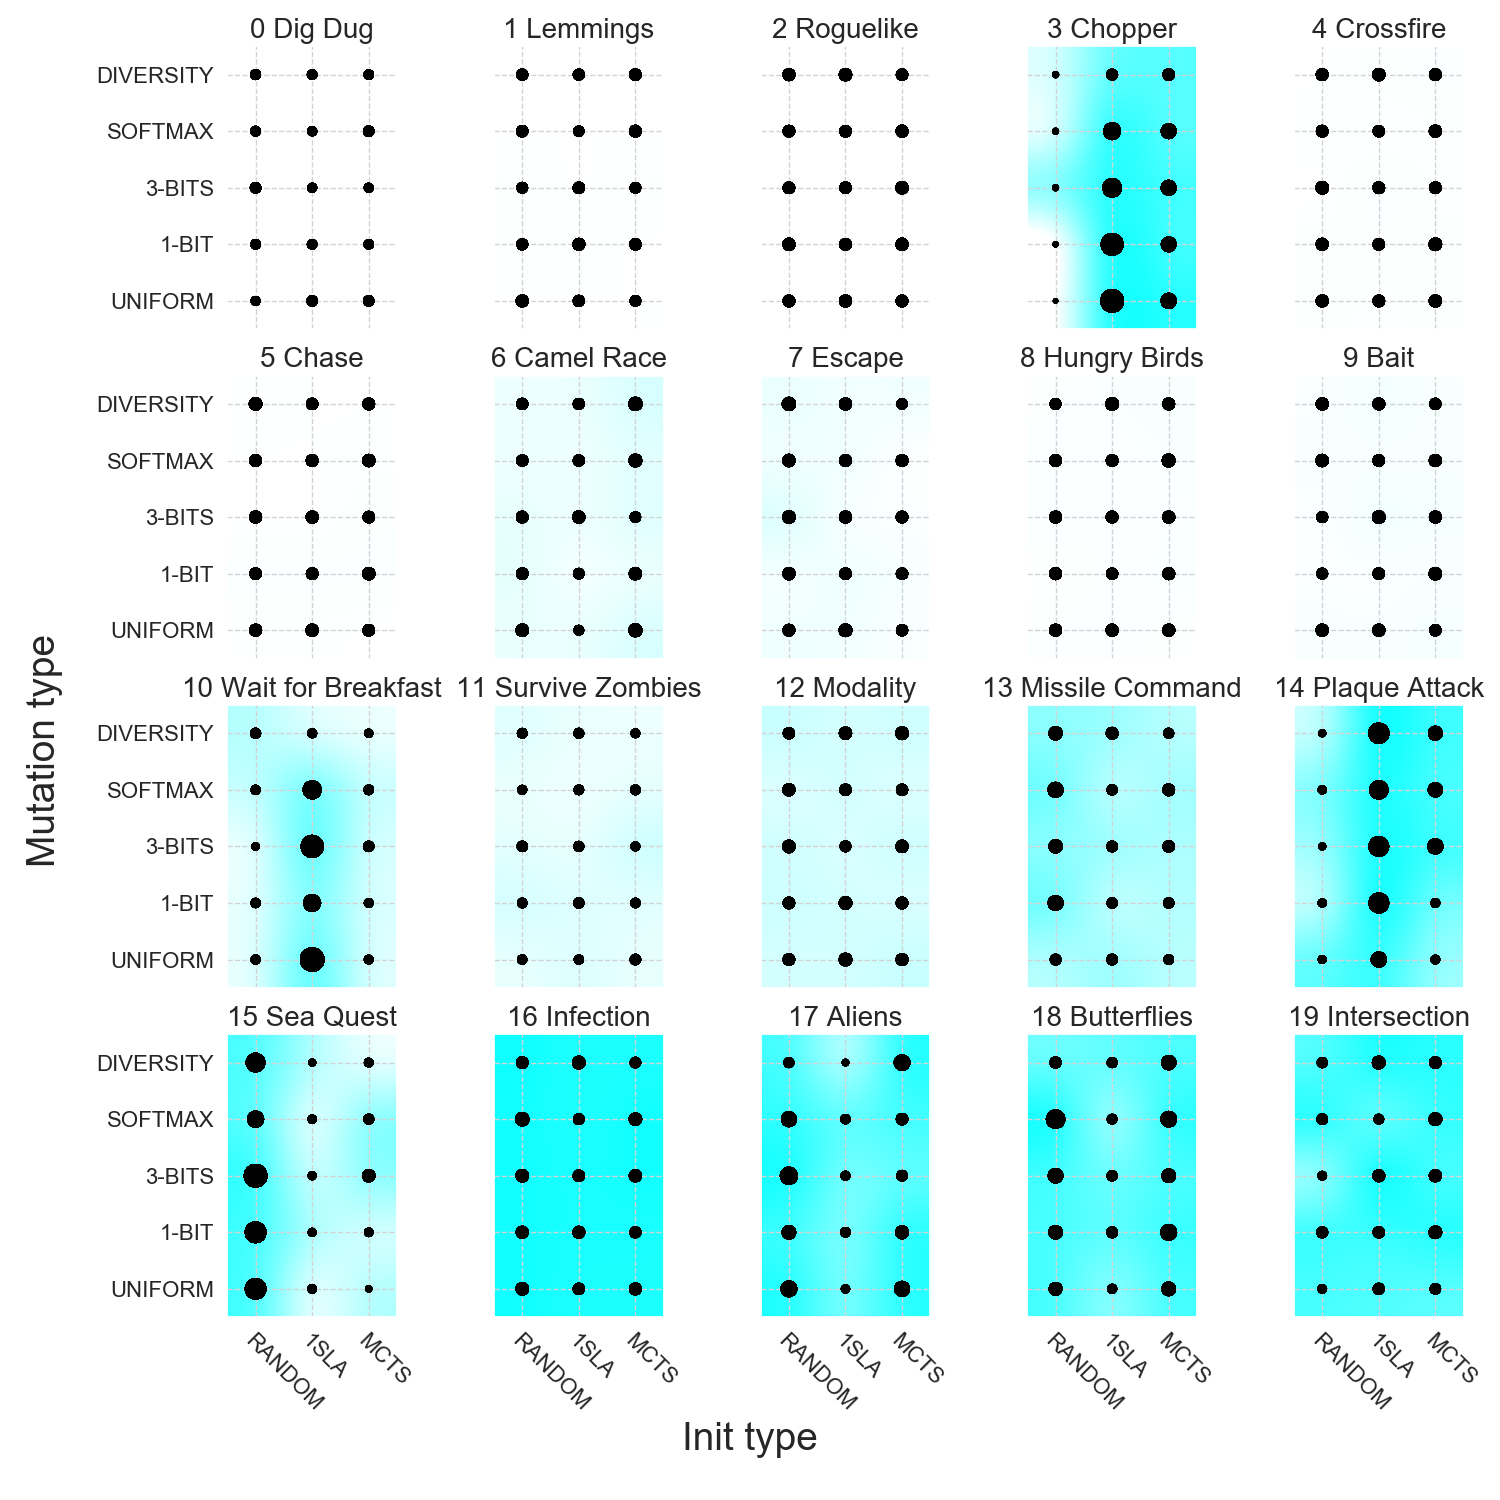 0 Dig Dug
1 Lemmings
2 Roguelike
3 Chopper
4 Crossfire
DIVERSITY
SOFTMAX
3-BITS
1-BIT
UNIFORM
5 Chase
6 Camel Race
7 Escape
8 Hungry Birds
9 Bait
DIVERSITY
SOFTMAX
3-BITS
1-BIT
UNIFORM
Mutation type
10 Wait for Breakfast
11 Survive Zombies
12 Modality
13 Missile Command
14 Plaque Attack
DIVERSITY
SOFTMAX
3-BITS
1-BIT
UNIFORM
15 Sea Quest
16 Infection
17 Aliens
18 Butterflies
19 Intersection
DIVERSITY
SOFTMAX
3-BITS
1-BIT
UNIFORM
RANDOM
1SLA
MCTS
RANDOM
1SLA
MCTS
RANDOM
1SLA
MCTS
RANDOM
1SLA
MCTS
RANDOM
1SLA
MCTS
Init type